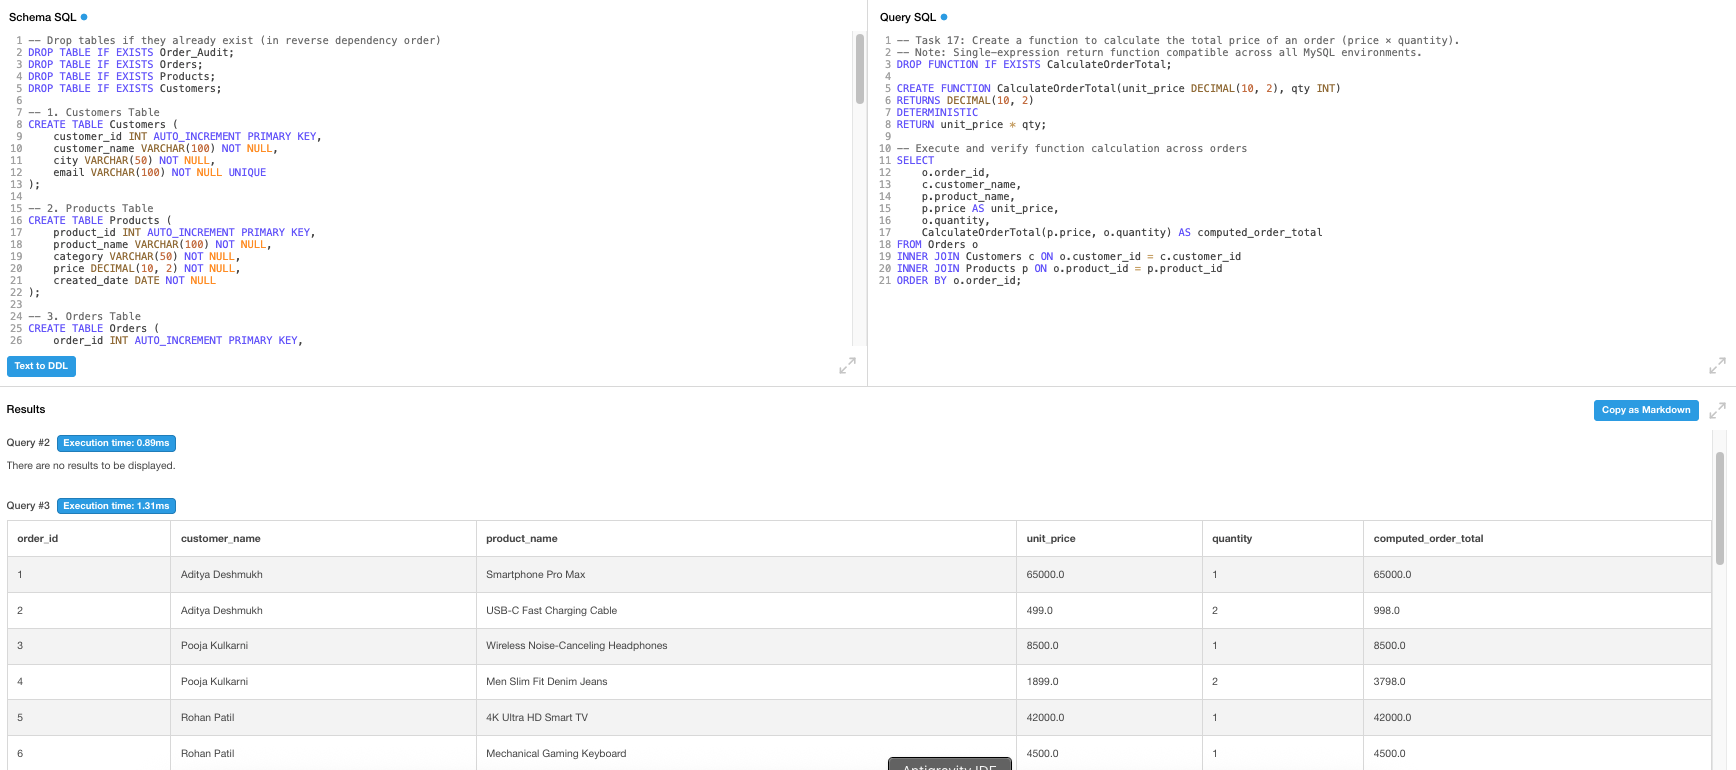 Schema SQL
1 -- Drop tables if they already exist (in reverse dependency order)
2 DROP TABLE IF EXISTS Order_Audit;
3 DROP TABLE IF EXISTS Orders;
4 DROP TABLE IF EXISTS Products;
5 DROP TABLE IF EXISTS Customers;
6
7 -- 1. Customers Table
8 CREATE TABLE Customers (
9     customer_id INT AUTO_INCREMENT PRIMARY KEY,
10     customer_name VARCHAR(100) NOT NULL,
11     city VARCHAR(50) NOT NULL,
12     email VARCHAR(100) NOT NULL UNIQUE
13 );
14
15 -- 2. Products Table
16 CREATE TABLE Products (
17     product_id INT AUTO_INCREMENT PRIMARY KEY,
18     product_name VARCHAR(100) NOT NULL,
19     category VARCHAR(50) NOT NULL,
20     price DECIMAL(10, 2) NOT NULL,
21     created_date DATE NOT NULL
22 );
23
24 -- 3. Orders Table
25 CREATE TABLE Orders (
26     order_id INT AUTO_INCREMENT PRIMARY KEY,
Text to DDL
Query SQL
1 -- Task 17: Create a function to calculate the total price of an order (price × quantity).
2 -- Note: Single-expression return function compatible across all MySQL environments.
3 DROP FUNCTION IF EXISTS CalculateOrderTotal;
4
5 CREATE FUNCTION CalculateOrderTotal(unit_price DECIMAL(10, 2), qty INT)
6 RETURNS DECIMAL(10, 2)
7 DETERMINISTIC
8 RETURN unit_price * qty;
9
10 -- Execute and verify function calculation across orders
11 SELECT
12     o.order_id,
13     c.customer_name,
14     p.product_name,
15     p.price AS unit_price,
16     o.quantity,
17     CalculateOrderTotal(p.price, o.quantity) AS computed_order_total
18 FROM Orders o
19 INNER JOIN Customers c ON o.customer_id = c.customer_id
20 INNER JOIN Products p ON o.product_id = p.product_id
21 ORDER BY o.order_id;
Results
Copy as Markdown
Query #2 Execution time: 0.89ms
There are no results to be displayed.
Query #3 Execution time: 1.31ms
order_id customer_name product_name unit_price quantity computed_order_total
1 Aditya Deshmukh Smartphone Pro Max 65000.0 1 65000.0
2 Aditya Deshmukh USB-C Fast Charging Cable 499.0 2 998.0
3 Pooja Kulkarni Wireless Noise-Canceling Headphones 8500.0 1 8500.0
4 Pooja Kulkarni Men Slim Fit Denim Jeans 1899.0 2 3798.0
5 Rohan Patil 4K Ultra HD Smart TV 42000.0 1 42000.0
6 Rohan Patil Mechanical Gaming Keyboard 4500.0 1 4500.0
Antigravity IDE